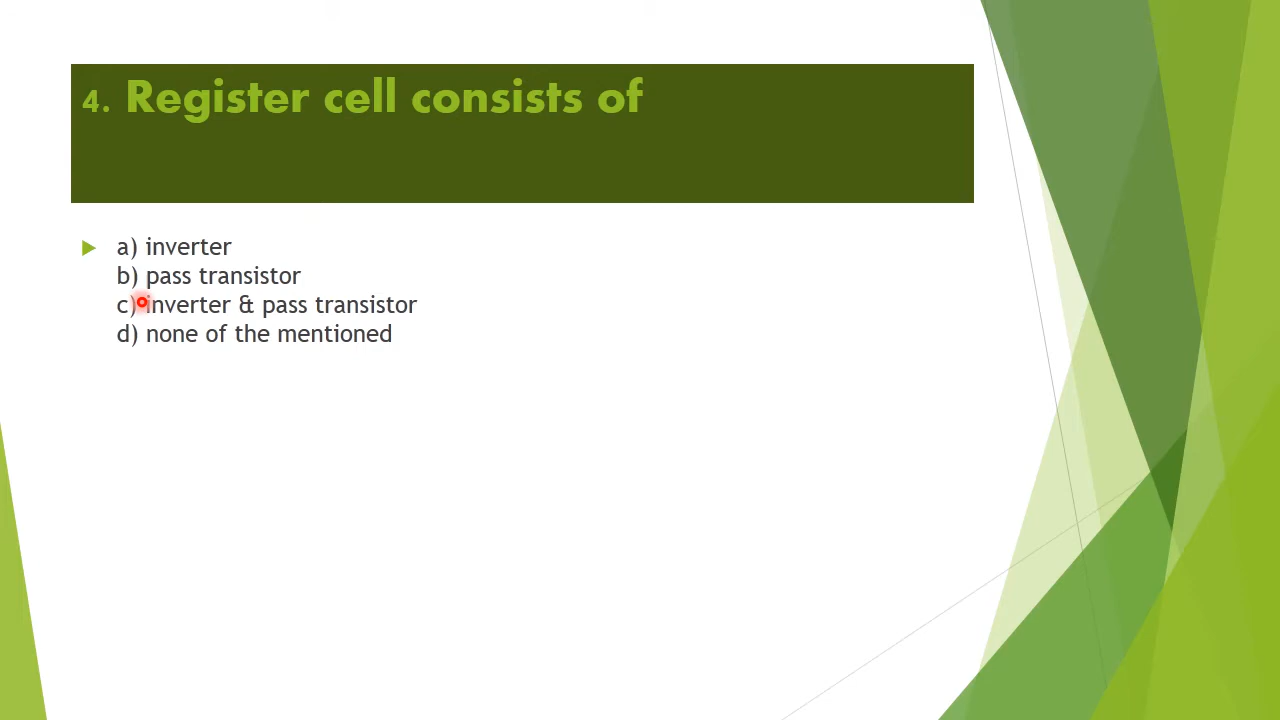 4. Register cell consists of
a) inverter
b) pass transistor
c) inverter & pass transistor
d) none of the mentioned